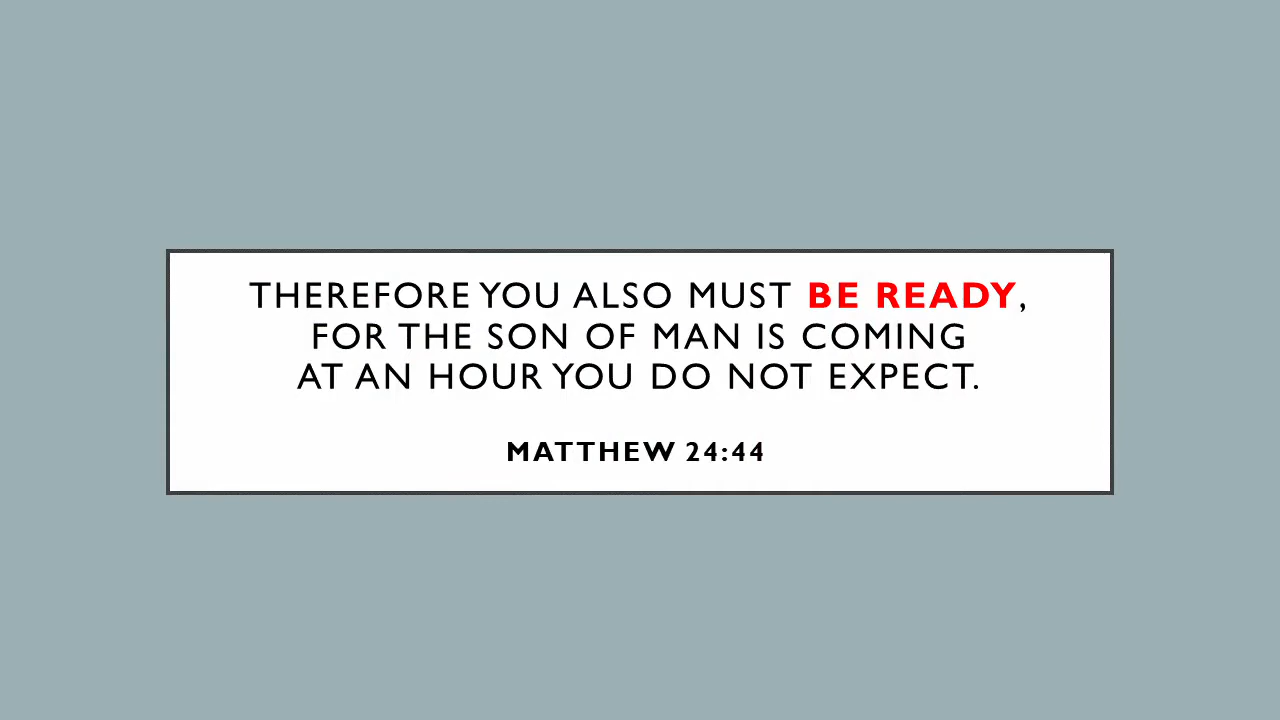 THEREFORE YOU ALSO MUST BE READY,
FOR THE SON OF MAN IS COMING
AT AN HOUR YOU DO NOT EXPECT.
MATTHEW 24:44